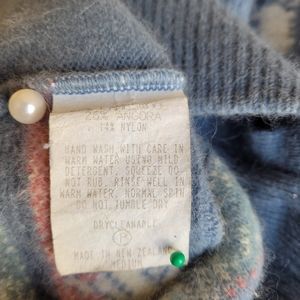 25% ANGORA
14% NYLON
HAND WASH WITH CARE IN
WARM WATER USING MILD
DETERGENT, SQUEEZE DO
NOT RUB. RINSE WELL IN
WARM WATER, NORMAL SPIN
DO NOT TUMBLE DRY
DRYCLEANABLE
P
MADE IN NEW ZEALAND
MEDIUM